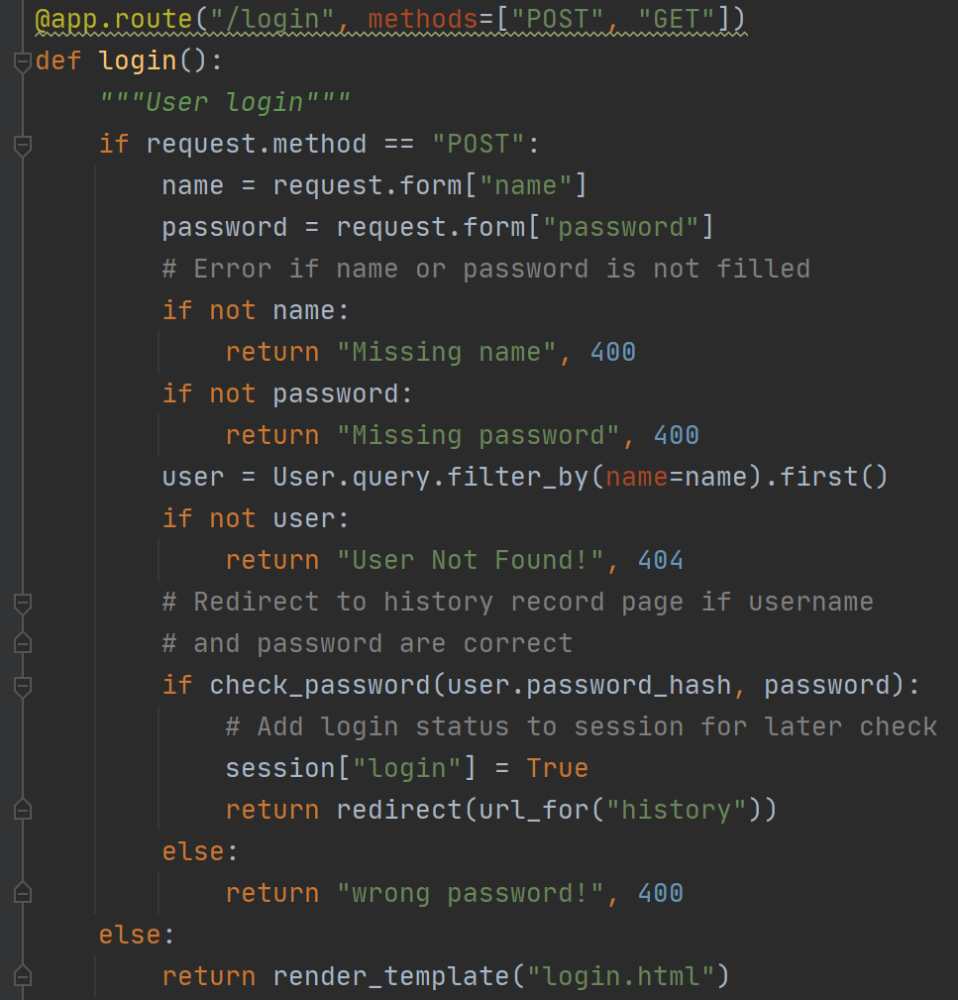 @app.route("/login", methods=["POST", "GET"])
def login():
    """User login"""
    if request.method == "POST":
        name = request.form["name"]
        password = request.form["password"]
        # Error if name or password is not filled
        if not name:
            return "Missing name", 400
        if not password:
            return "Missing password", 400
        user = User.query.filter_by(name=name).first()
        if not user:
            return "User Not Found!", 404
        # Redirect to history record page if username
        # and password are correct
        if check_password(user.password_hash, password):
            # Add login status to session for later check
            session["login"] = True
            return redirect(url_for("history"))
        else:
            return "wrong password!", 400
    else:
        return render_template("login.html")